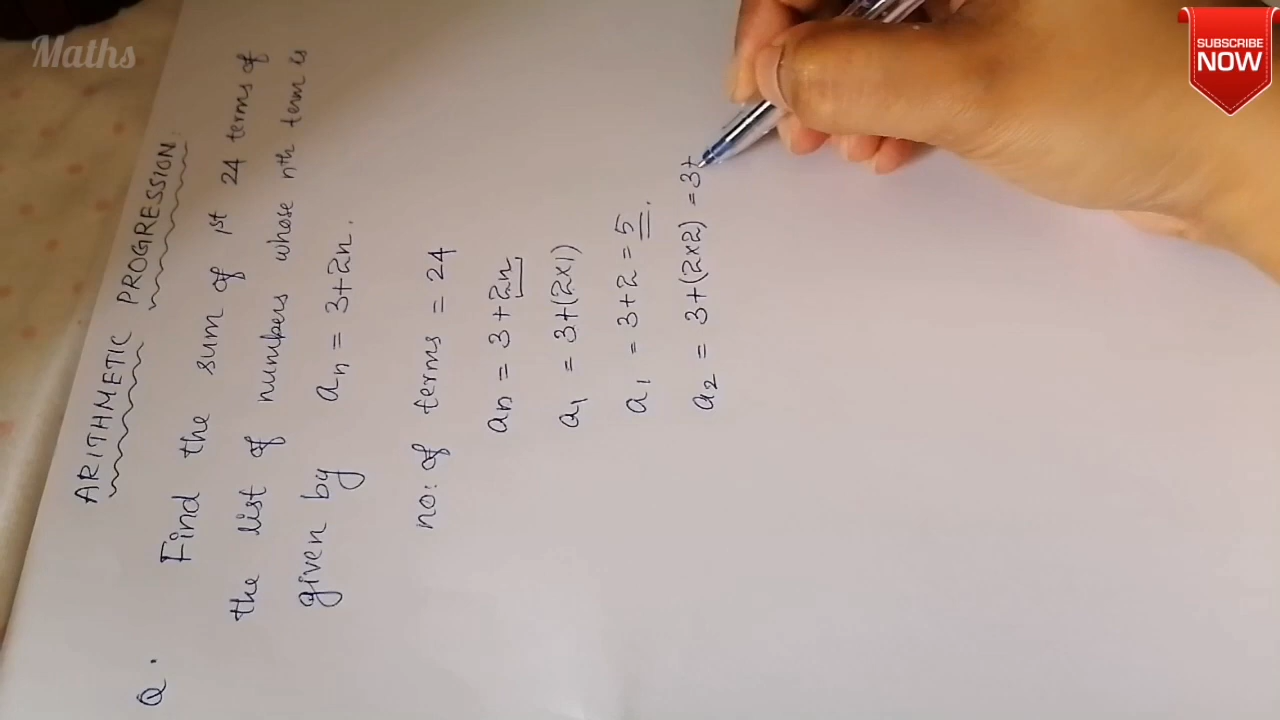 Maths
SUBSCRIBE
NOW
ARITHMETIC PROGRESSION.
Q. Find the sum of 1st 24 terms of
the list of numbers whose nth term is
given by an = 3+2n.
no: of terms = 24
an = 3+2n
a1 = 3+(2×1)
a1 = 3+2 = 5.
a2 = 3+(2×2) = 3+